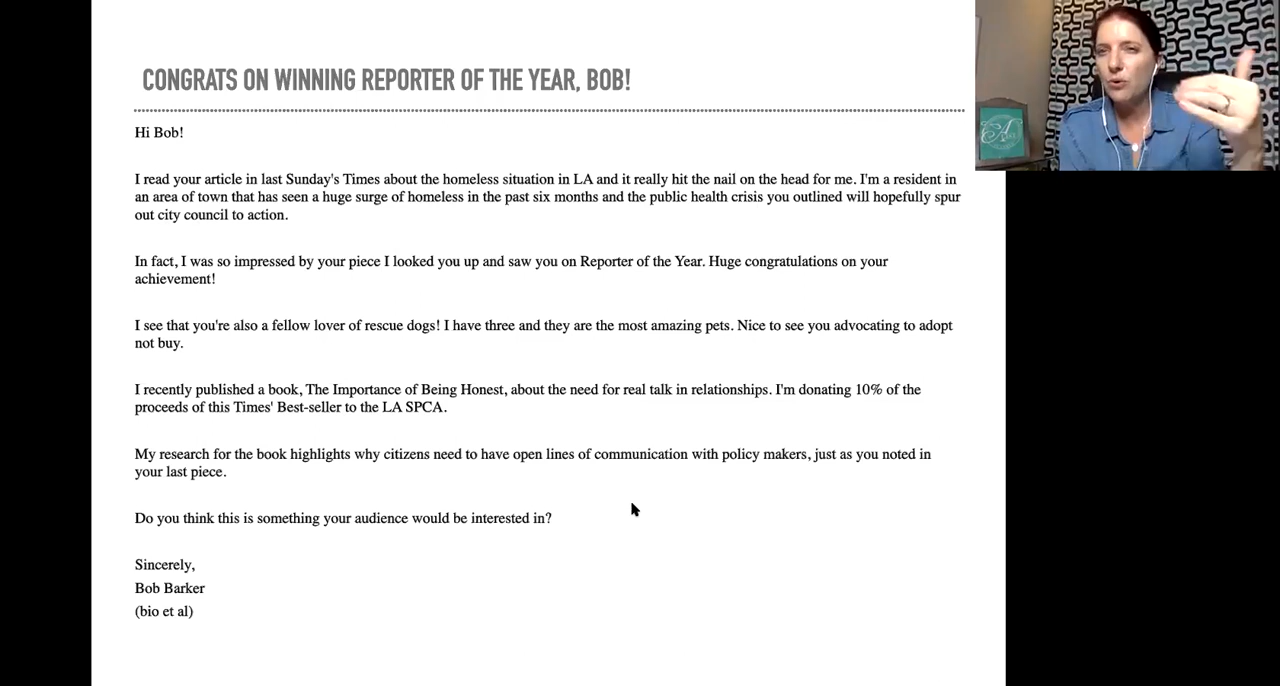 CONGRATS ON WINNING REPORTER OF THE YEAR, BOB!
Hi Bob!
I read your article in last Sunday's Times about the homeless situation in LA and it really hit the nail on the head for me. I'm a resident in
an area of town that has seen a huge surge of homeless in the past six months and the public health crisis you outlined will hopefully spur
out city council to action.
In fact, I was so impressed by your piece I looked you up and saw you on Reporter of the Year. Huge congratulations on your
achievement!
I see that you're also a fellow lover of rescue dogs! I have three and they are the most amazing pets. Nice to see you advocating to adopt
not buy.
I recently published a book, The Importance of Being Honest, about the need for real talk in relationships. I'm donating 10% of the
proceeds of this Times' Best-seller to the LA SPCA.
My research for the book highlights why citizens need to have open lines of communication with policy makers, just as you noted in
your last piece.
Do you think this is something your audience would be interested in?
Sincerely,
Bob Barker
(bio et al)